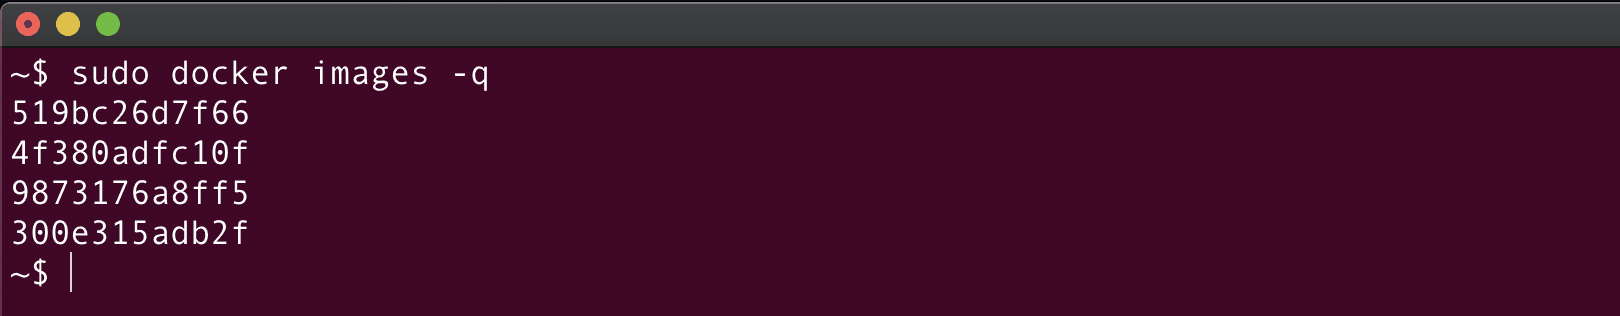 ~$ sudo docker images -q
519bc26d7f66
4f380adfc10f
9873176a8ff5
300e315adb2f
~$